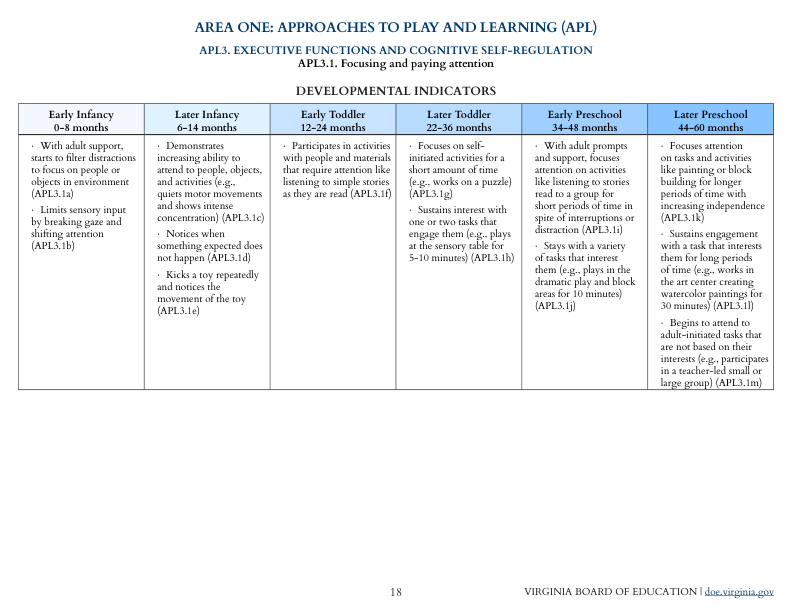 AREA ONE: APPROACHES TO PLAY AND LEARNING (APL)
APL3. EXECUTIVE FUNCTIONS AND COGNITIVE SELF-REGULATION
APL3.1. Focusing and paying attention
DEVELOPMENTAL INDICATORS
Early Infancy
0-8 months
· With adult support,
starts to filter distractions
to focus on people or
objects in environment
(APL3.1a)
· Limits sensory input
by breaking gaze and
shifting attention
(APL3.1b)
Later Infancy
6-14 months
· Demonstrates
increasing ability to
attend to people, objects,
and activities (e.g.,
quiets motor movements
and shows intense
concentration) (APL3.1c)
· Notices when
something expected does
not happen (APL3.1d)
· Kicks a toy repeatedly
and notices the
movement of the toy
(APL3.1e)
Early Toddler
12-24 months
· Participates in activities
with people and materials
that require attention like
listening to simple stories
as they are read (APL3.1f)
Later Toddler
22-36 months
· Focuses on self-
initiated activities for a
short amount of time
(e.g., works on a puzzle)
(APL3.1g)
· Sustains interest with
one or two tasks that
engage them (e.g., plays
at the sensory table for
5-10 minutes) (APL3.1h)
Early Preschool
34-48 months
· With adult prompts
and support, focuses
attention on activities
like listening to stories
read to a group for
short periods of time in
spite of interruptions or
distraction (APL3.1i)
· Stays with a variety
of tasks that interest
them (e.g., plays in the
dramatic play and block
areas for 10 minutes)
(APL3.1j)
Later Preschool
44-60 months
· Focuses attention
on tasks and activities
like painting or block
building for longer
periods of time with
increasing independence
(APL3.1k)
· Sustains engagement
with a task that interests
them for long periods
of time (e.g., works in
the art center creating
watercolor paintings for
30 minutes) (APL3.1l)
· Begins to attend to
adult-initiated tasks that
are not based on their
interests (e.g., participates
in a teacher-led small or
large group) (APL3.1m)
18
VIRGINIA BOARD OF EDUCATION | doe.virginia.gov